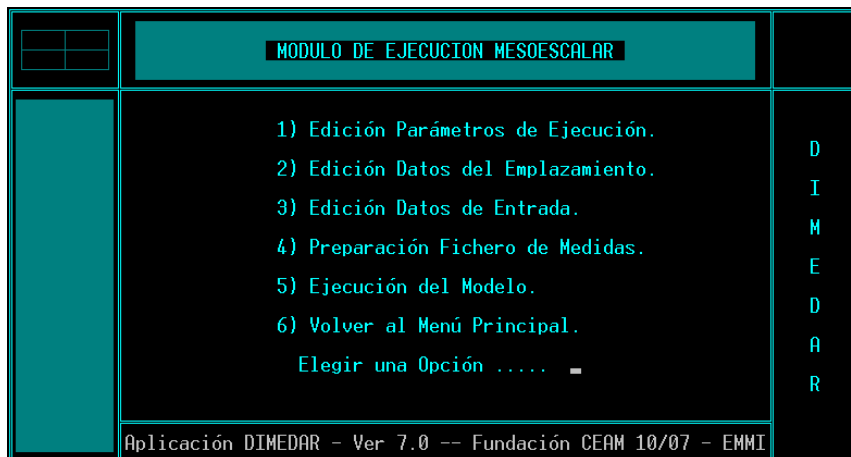 MODULO DE EJECUCION MESOESCALAR
1) Edición Parámetros de Ejecución.
2) Edición Datos del Emplazamiento.
3) Edición Datos de Entrada.
4) Preparación Fichero de Medidas.
5) Ejecución del Modelo.
6) Volver al Menú Principal.
Elegir una Opción .....
D
I
M
E
D
A
R
Aplicación DIMEDAR - Ver 7.0 -- Fundación CEAM 10/07 - EMMI